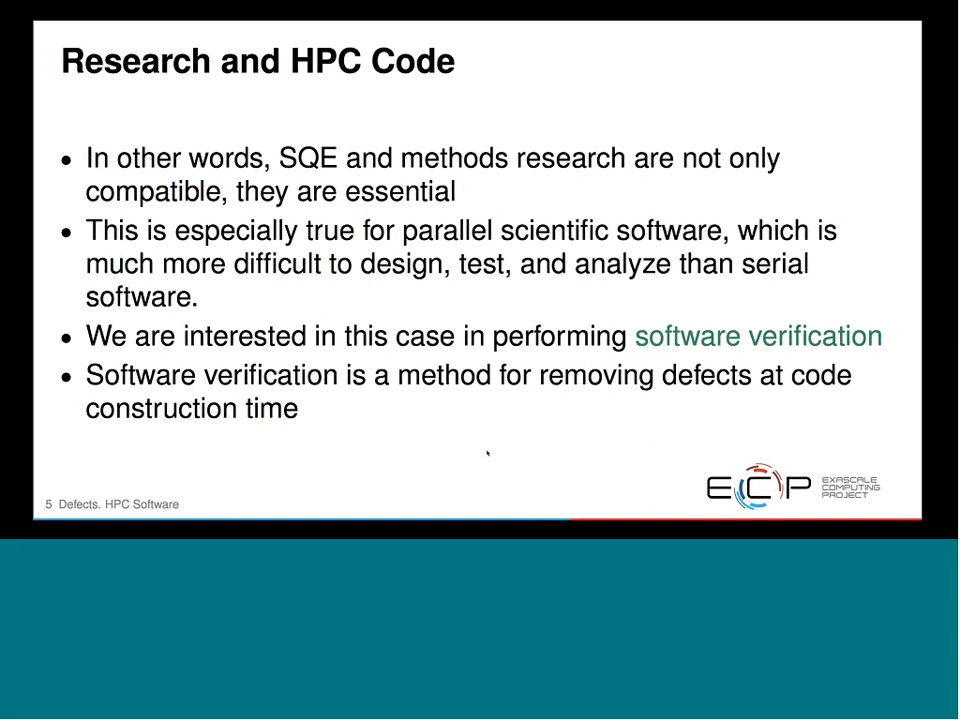 Research and HPC Code
• In other words, SQE and methods research are not only
compatible, they are essential
• This is especially true for parallel scientific software, which is
much more difficult to design, test, and analyze than serial
software.
• We are interested in this case in performing software verification
• Software verification is a method for removing defects at code
construction time
5 Defects. HPC Software
ECP
EXASCALE
COMPUTING
PROJECT